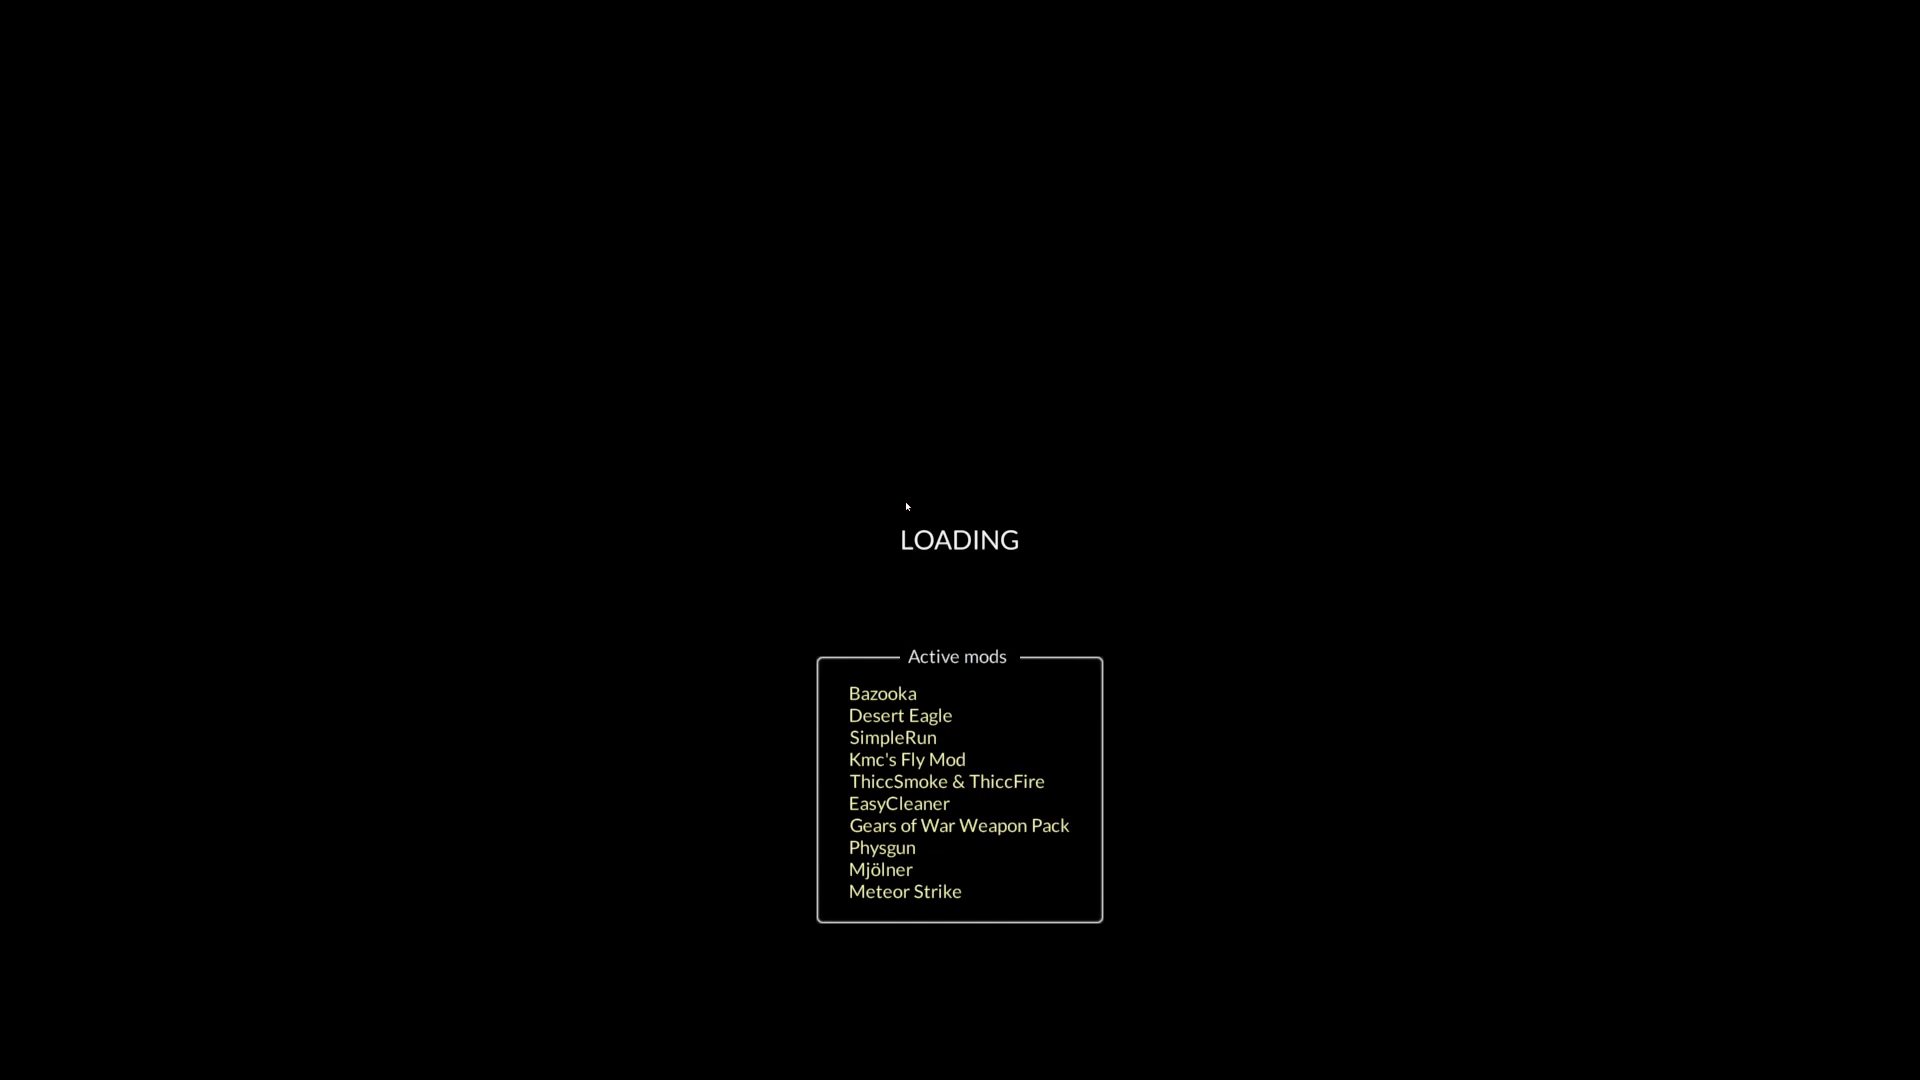 LOADING
Active mods
Bazooka
Desert Eagle
SimpleRun
Kmc's Fly Mod
ThiccSmoke & ThiccFire
EasyCleaner
Gears of War Weapon Pack
Physgun
Mjölner
Meteor Strike